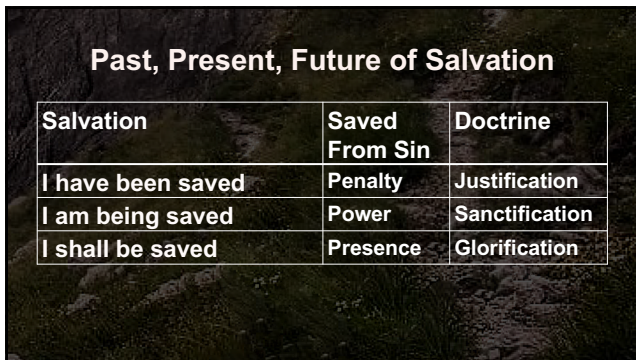 Past, Present, Future of Salvation
Salvation Saved From Sin Doctrine
I have been saved Penalty Justification
I am being saved Power Sanctification
I shall be saved Presence Glorification